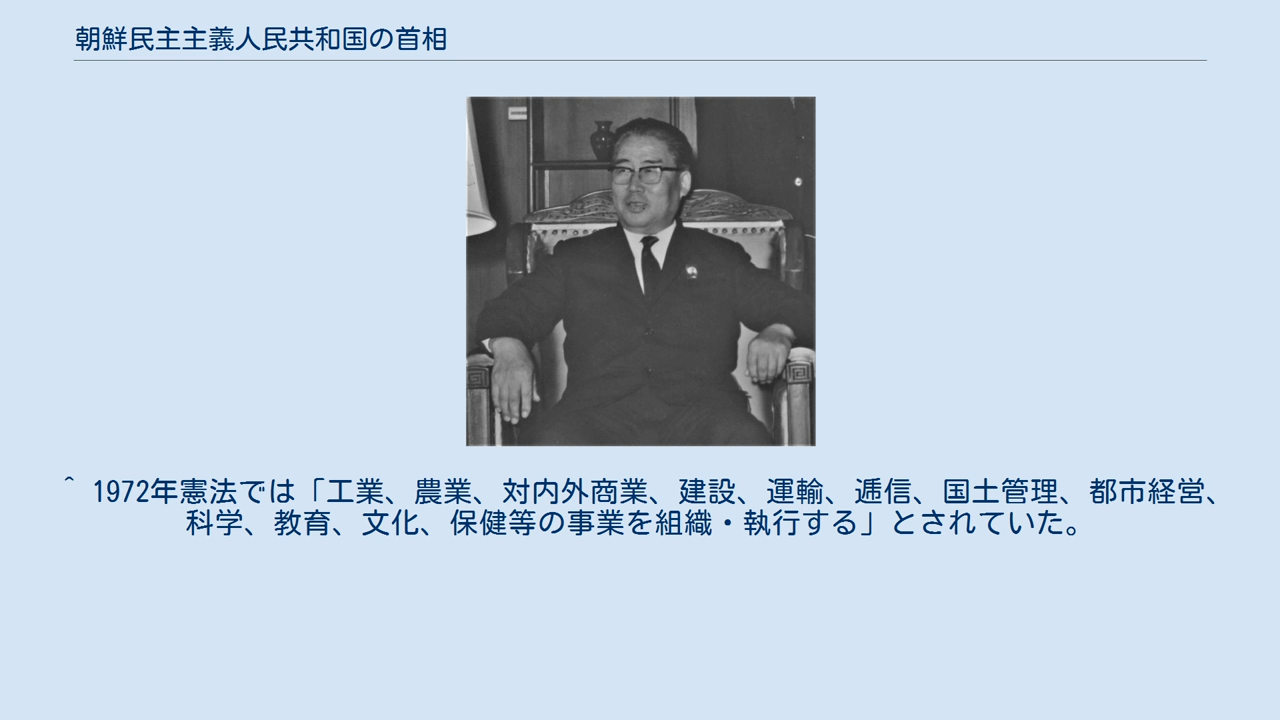 朝鮮民主主義人民共和国の首相
^ 1972年憲法では「工業、農業、対内外商業、建設、運輸、逓信、国土管理、都市経営、
科学、教育、文化、保健等の事業を組織・執行する」とされていた。